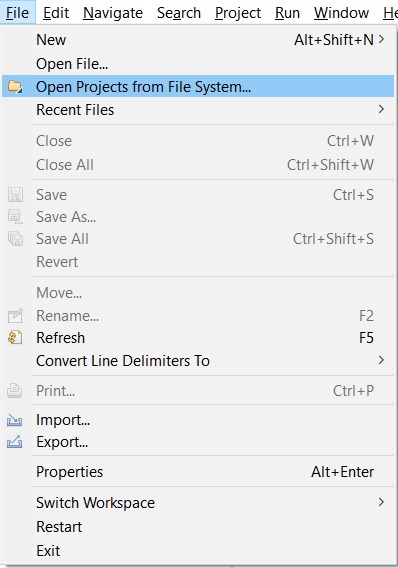 File Edit Navigate Search Project Run Window He
New Alt+Shift+N >
Open File...
Open Projects from File System...
Recent Files >
Close Ctrl+W
Close All Ctrl+Shift+W
Save Ctrl+S
Save As...
Save All Ctrl+Shift+S
Revert
Move...
Rename... F2
Refresh F5
Convert Line Delimiters To >
Print... Ctrl+P
Import...
Export...
Properties Alt+Enter
Switch Workspace >
Restart
Exit